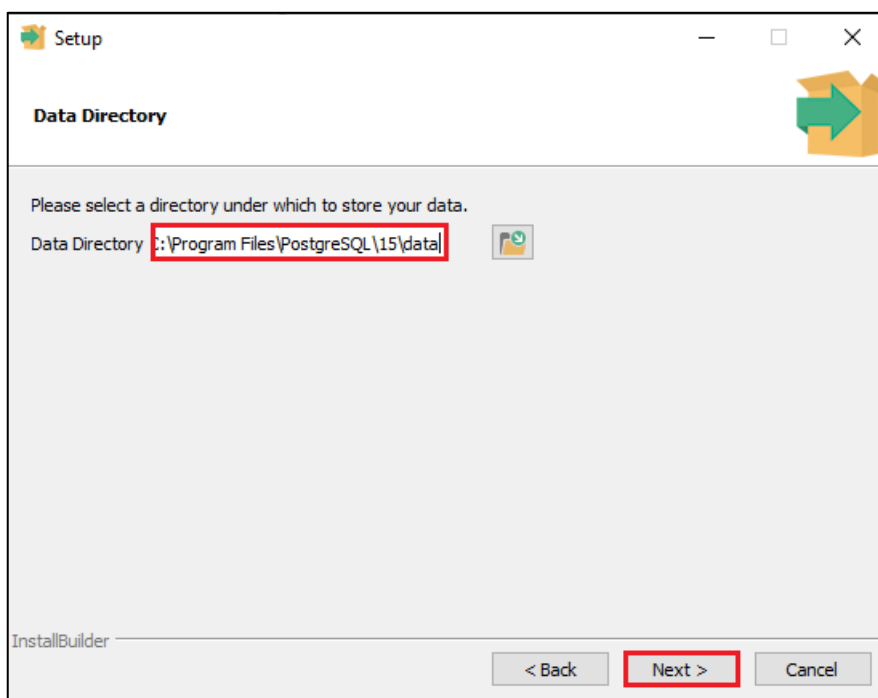 Setup
Data Directory
Please select a directory under which to store your data.
Data Directory C:\Program Files\PostgreSQL\15\data
InstallBuilder
< Back Next > Cancel